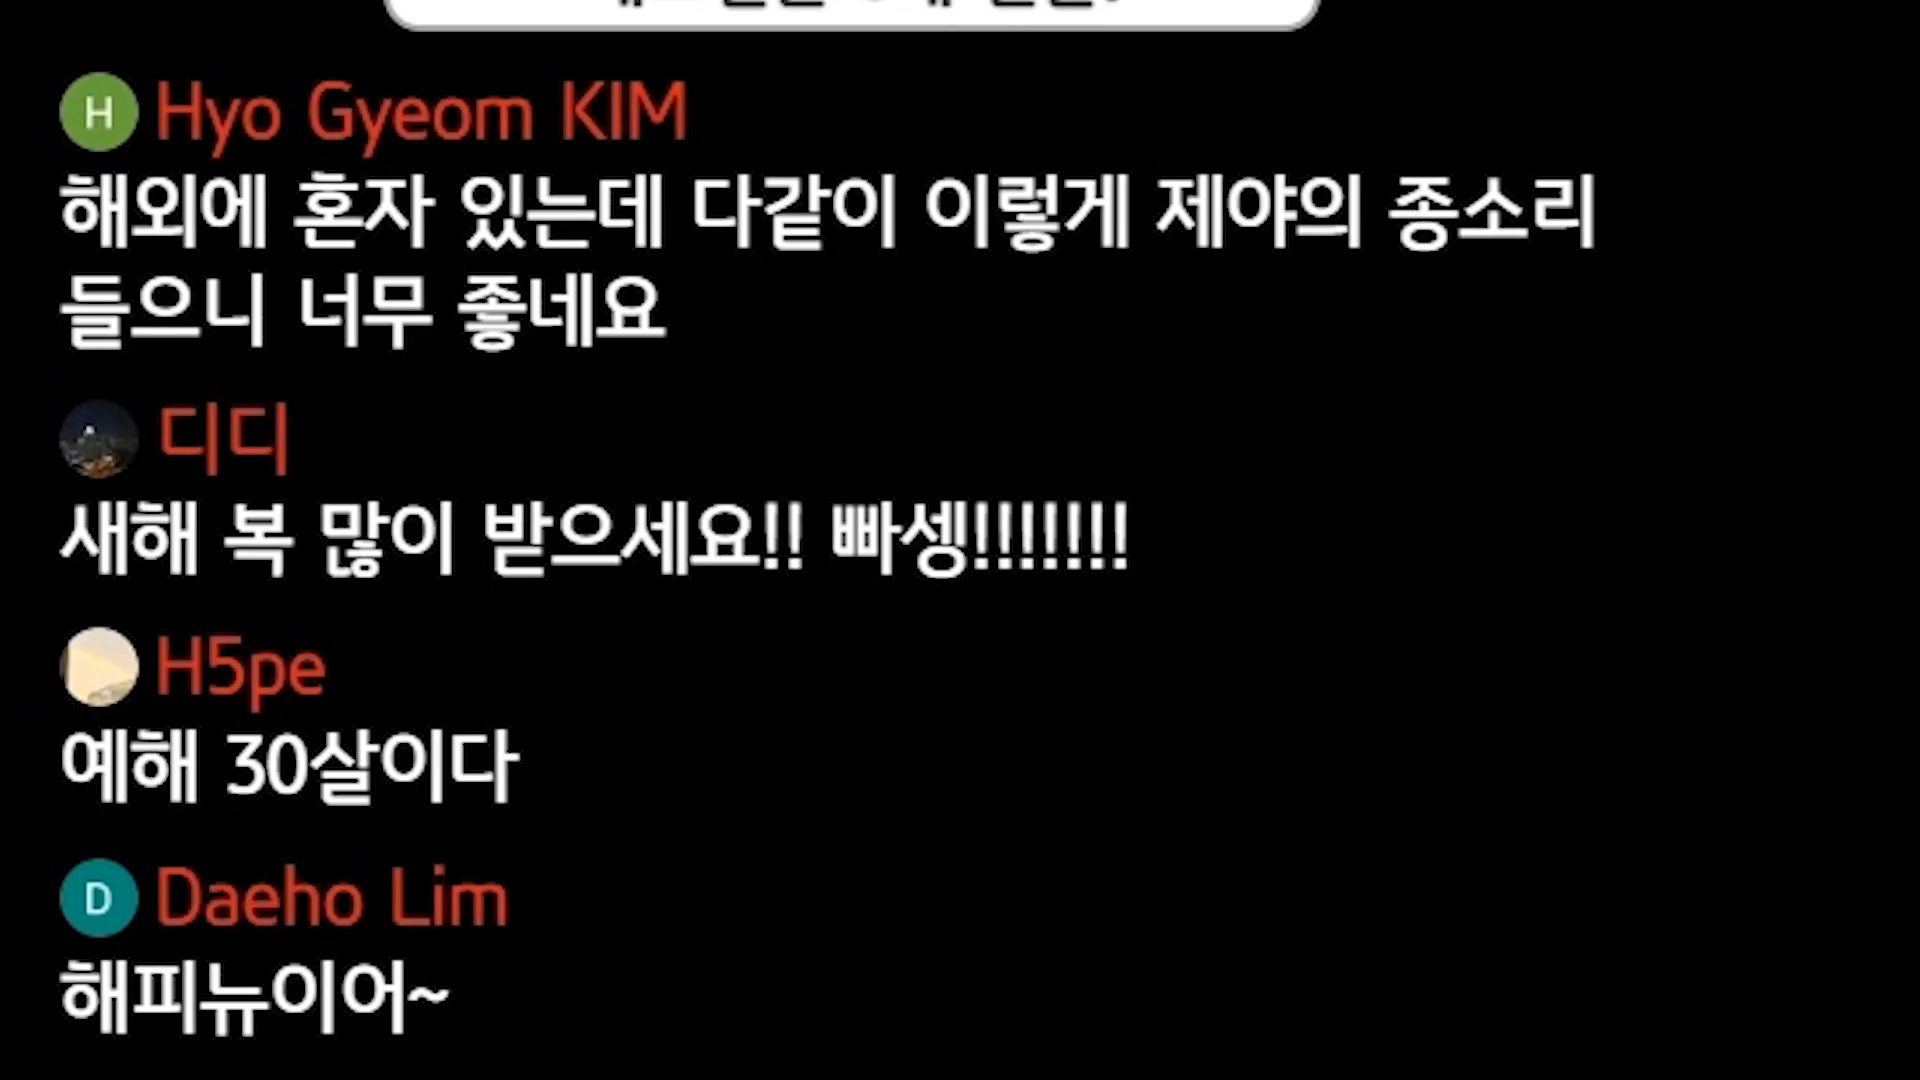 H
Hyo Gyeom KIM
해외에 혼자 있는데 다같이 이렇게 제야의 종소리
들으니 너무 좋네요
디디
새해 복 많이 받으세요!! 빠셍!!!!!!!
H5pe
예해 30살이다
D
Daeho Lim
해피뉴이어~